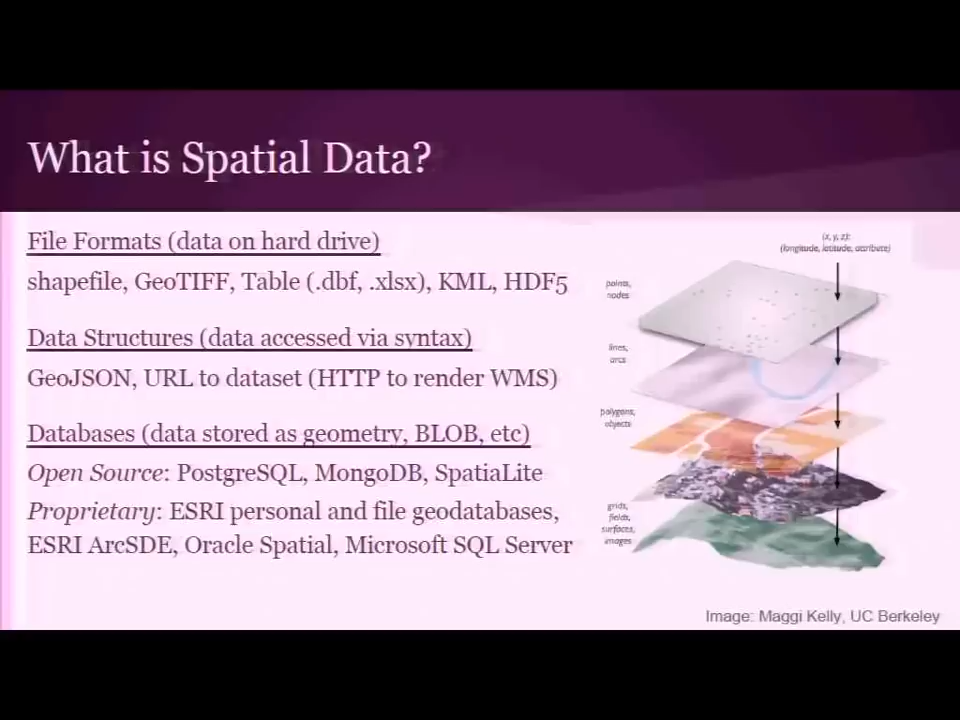 What is Spatial Data?
File Formats (data on hard drive)
shapefile, GeoTIFF, Table (.dbf, .xlsx), KML, HDF5
Data Structures (data accessed via syntax)
GeoJSON, URL to dataset (HTTP to render WMS)
Databases (data stored as geometry, BLOB, etc)
Open Source: PostgreSQL, MongoDB, SpatiaLite
Proprietary: ESRI personal and file geodatabases,
ESRI ArcSDE, Oracle Spatial, Microsoft SQL Server
(x, y, z):
(longitude, latitude, attribute)
points,
nodes
lines,
arcs
polygons,
objects
grids,
fields,
surfaces,
images
Image: Maggi Kelly, UC Berkeley